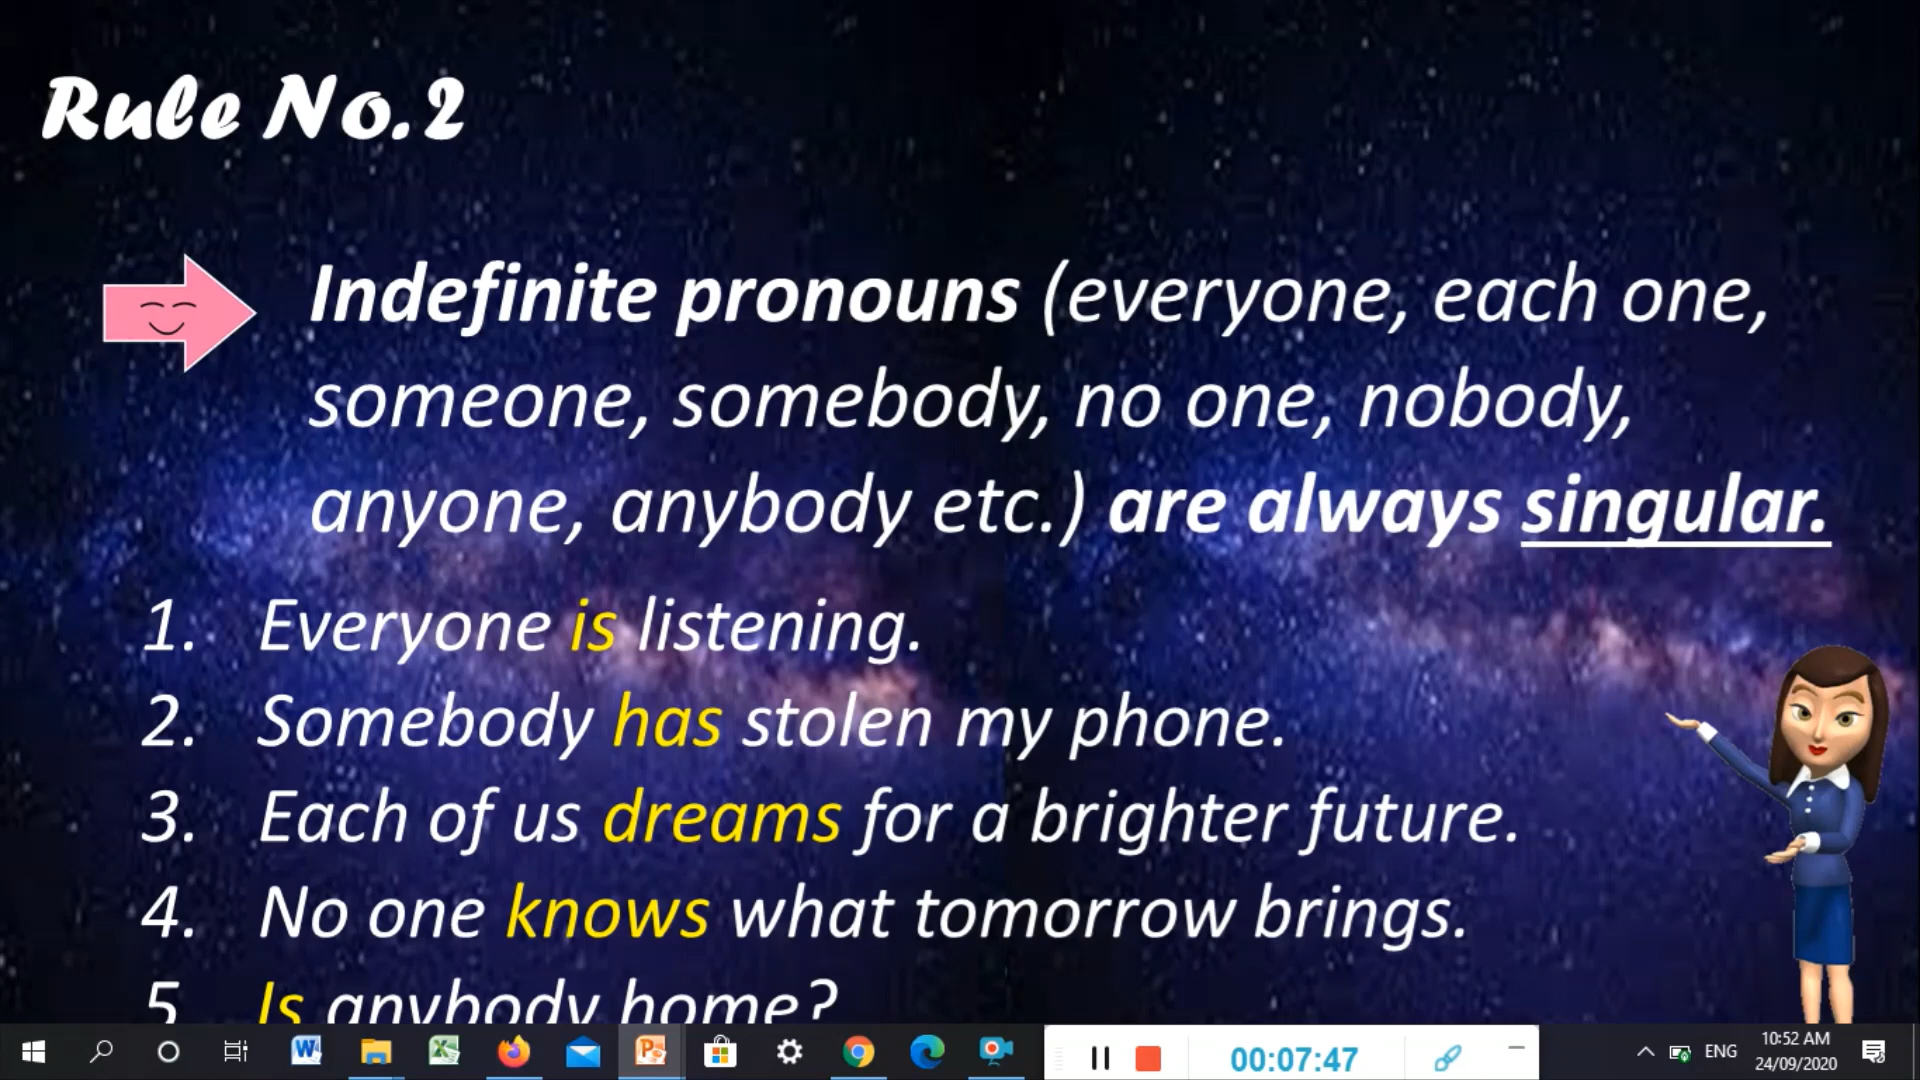 Rule No.2
Indefinite pronouns (everyone, each one,
someone, somebody, no one, nobody,
anyone, anybody etc.) are always singular.
1. Everyone is listening.
2. Somebody has stolen my phone.
3. Each of us dreams for a brighter future.
4. No one knows what tomorrow brings.
5 Is anybody home?
00:07:47
ENG
10:52 AM
24/09/2020